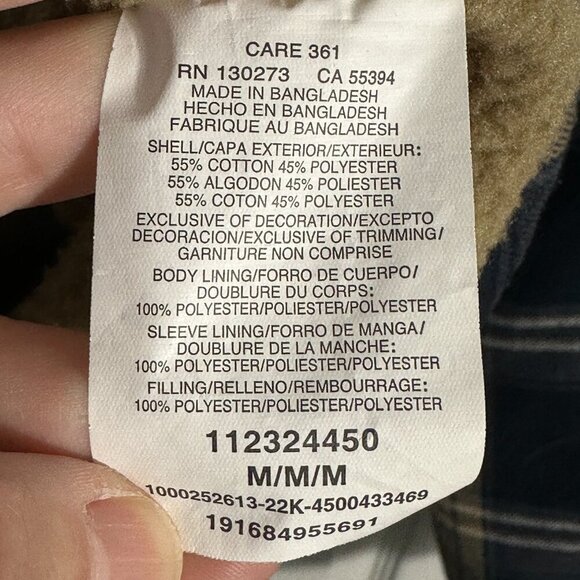 CARE 361
RN 130273 CA 55394
MADE IN BANGLADESH
HECHO EN BANGLADESH
FABRIQUE AU BANGLADESH
SHELL/CAPA EXTERIOR/EXTERIEUR:
55% COTTON 45% POLYESTER
55% ALGODON 45% POLIESTER
55% COTON 45% POLYESTER
EXCLUSIVE OF DECORATION/EXCEPTO
DECORACION/EXCLUSIVE OF TRIMMING/
GARNITURE NON COMPRISE
BODY LINING/FORRO DE CUERPO/
DOUBLURE DU CORPS:
100% POLYESTER/POLIESTER/POLYESTER
SLEEVE LINING/FORRO DE MANGA/
DOUBLURE DE LA MANCHE:
100% POLYESTER/POLIESTER/POLYESTER
FILLING/RELLENO/REMBOURRAGE:
100% POLYESTER/POLIESTER/POLYESTER
112324450
M/M/M
1000252613-22K-4500433469
191684955691